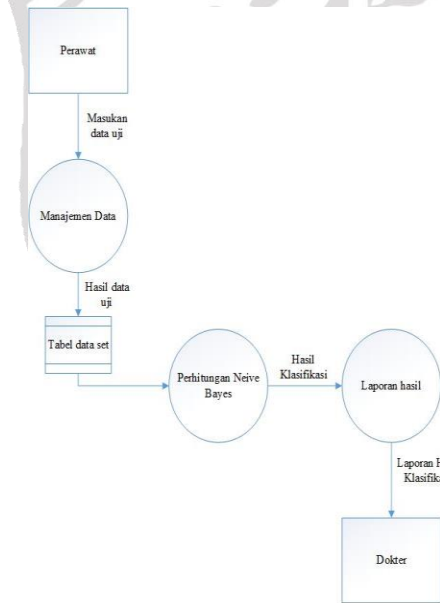 Perawat
Masukan
data uji
Manajemen Data
Hasil data
uji
Tabel data set
Perhitungan Neive
Bayes
Hasil
Klasifikasi
Laporan hasil
Laporan H
Klasifika
Dokter